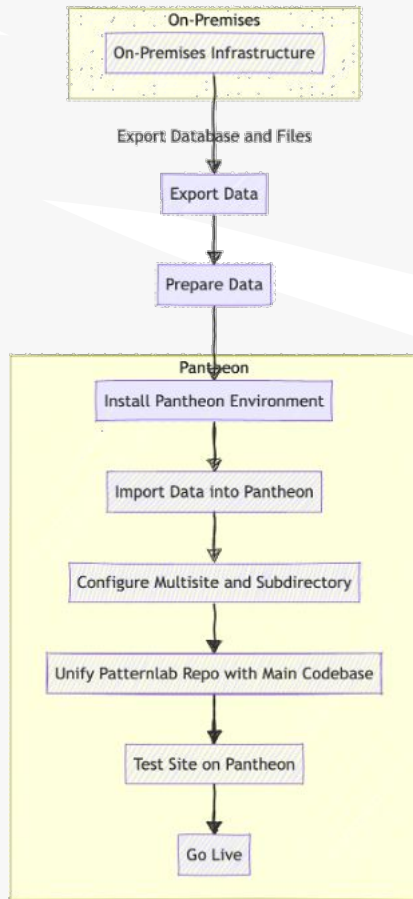 On-Premises
On-Premises Infrastructure
Export Database and Files
Export Data
Prepare Data
Pantheon
Install Pantheon Environment
Import Data into Pantheon
Configure Multisite and Subdirectory
Unify Patternlab Repo with Main Codebase
Test Site on Pantheon
Go Live